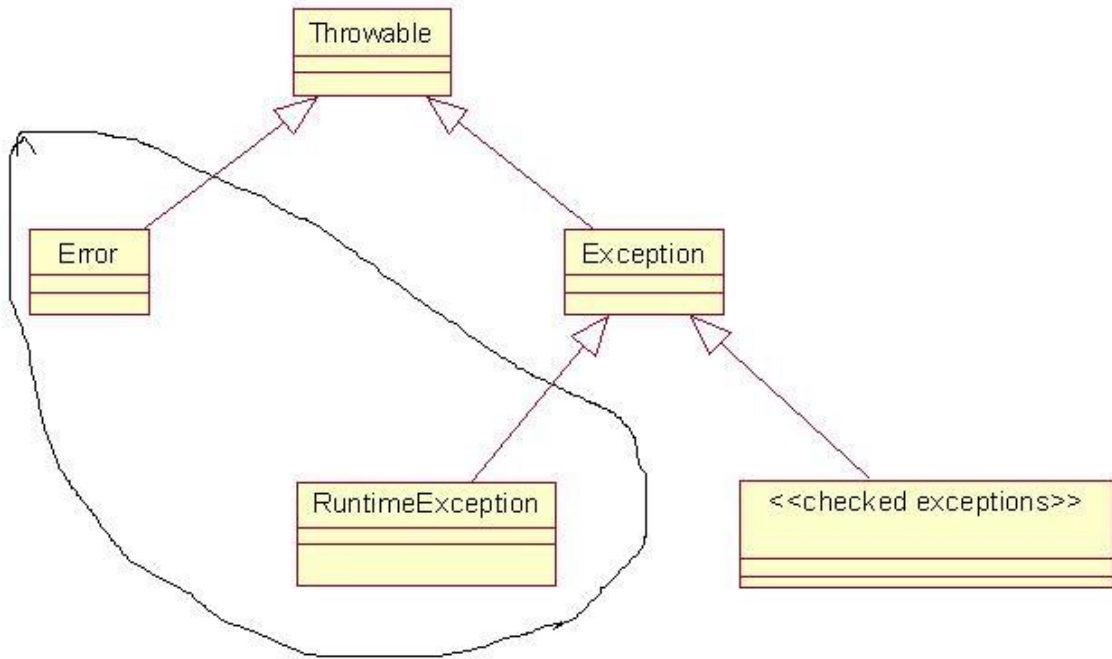 Throwable
Error
Exception
RuntimeException
<<checked exceptions>>